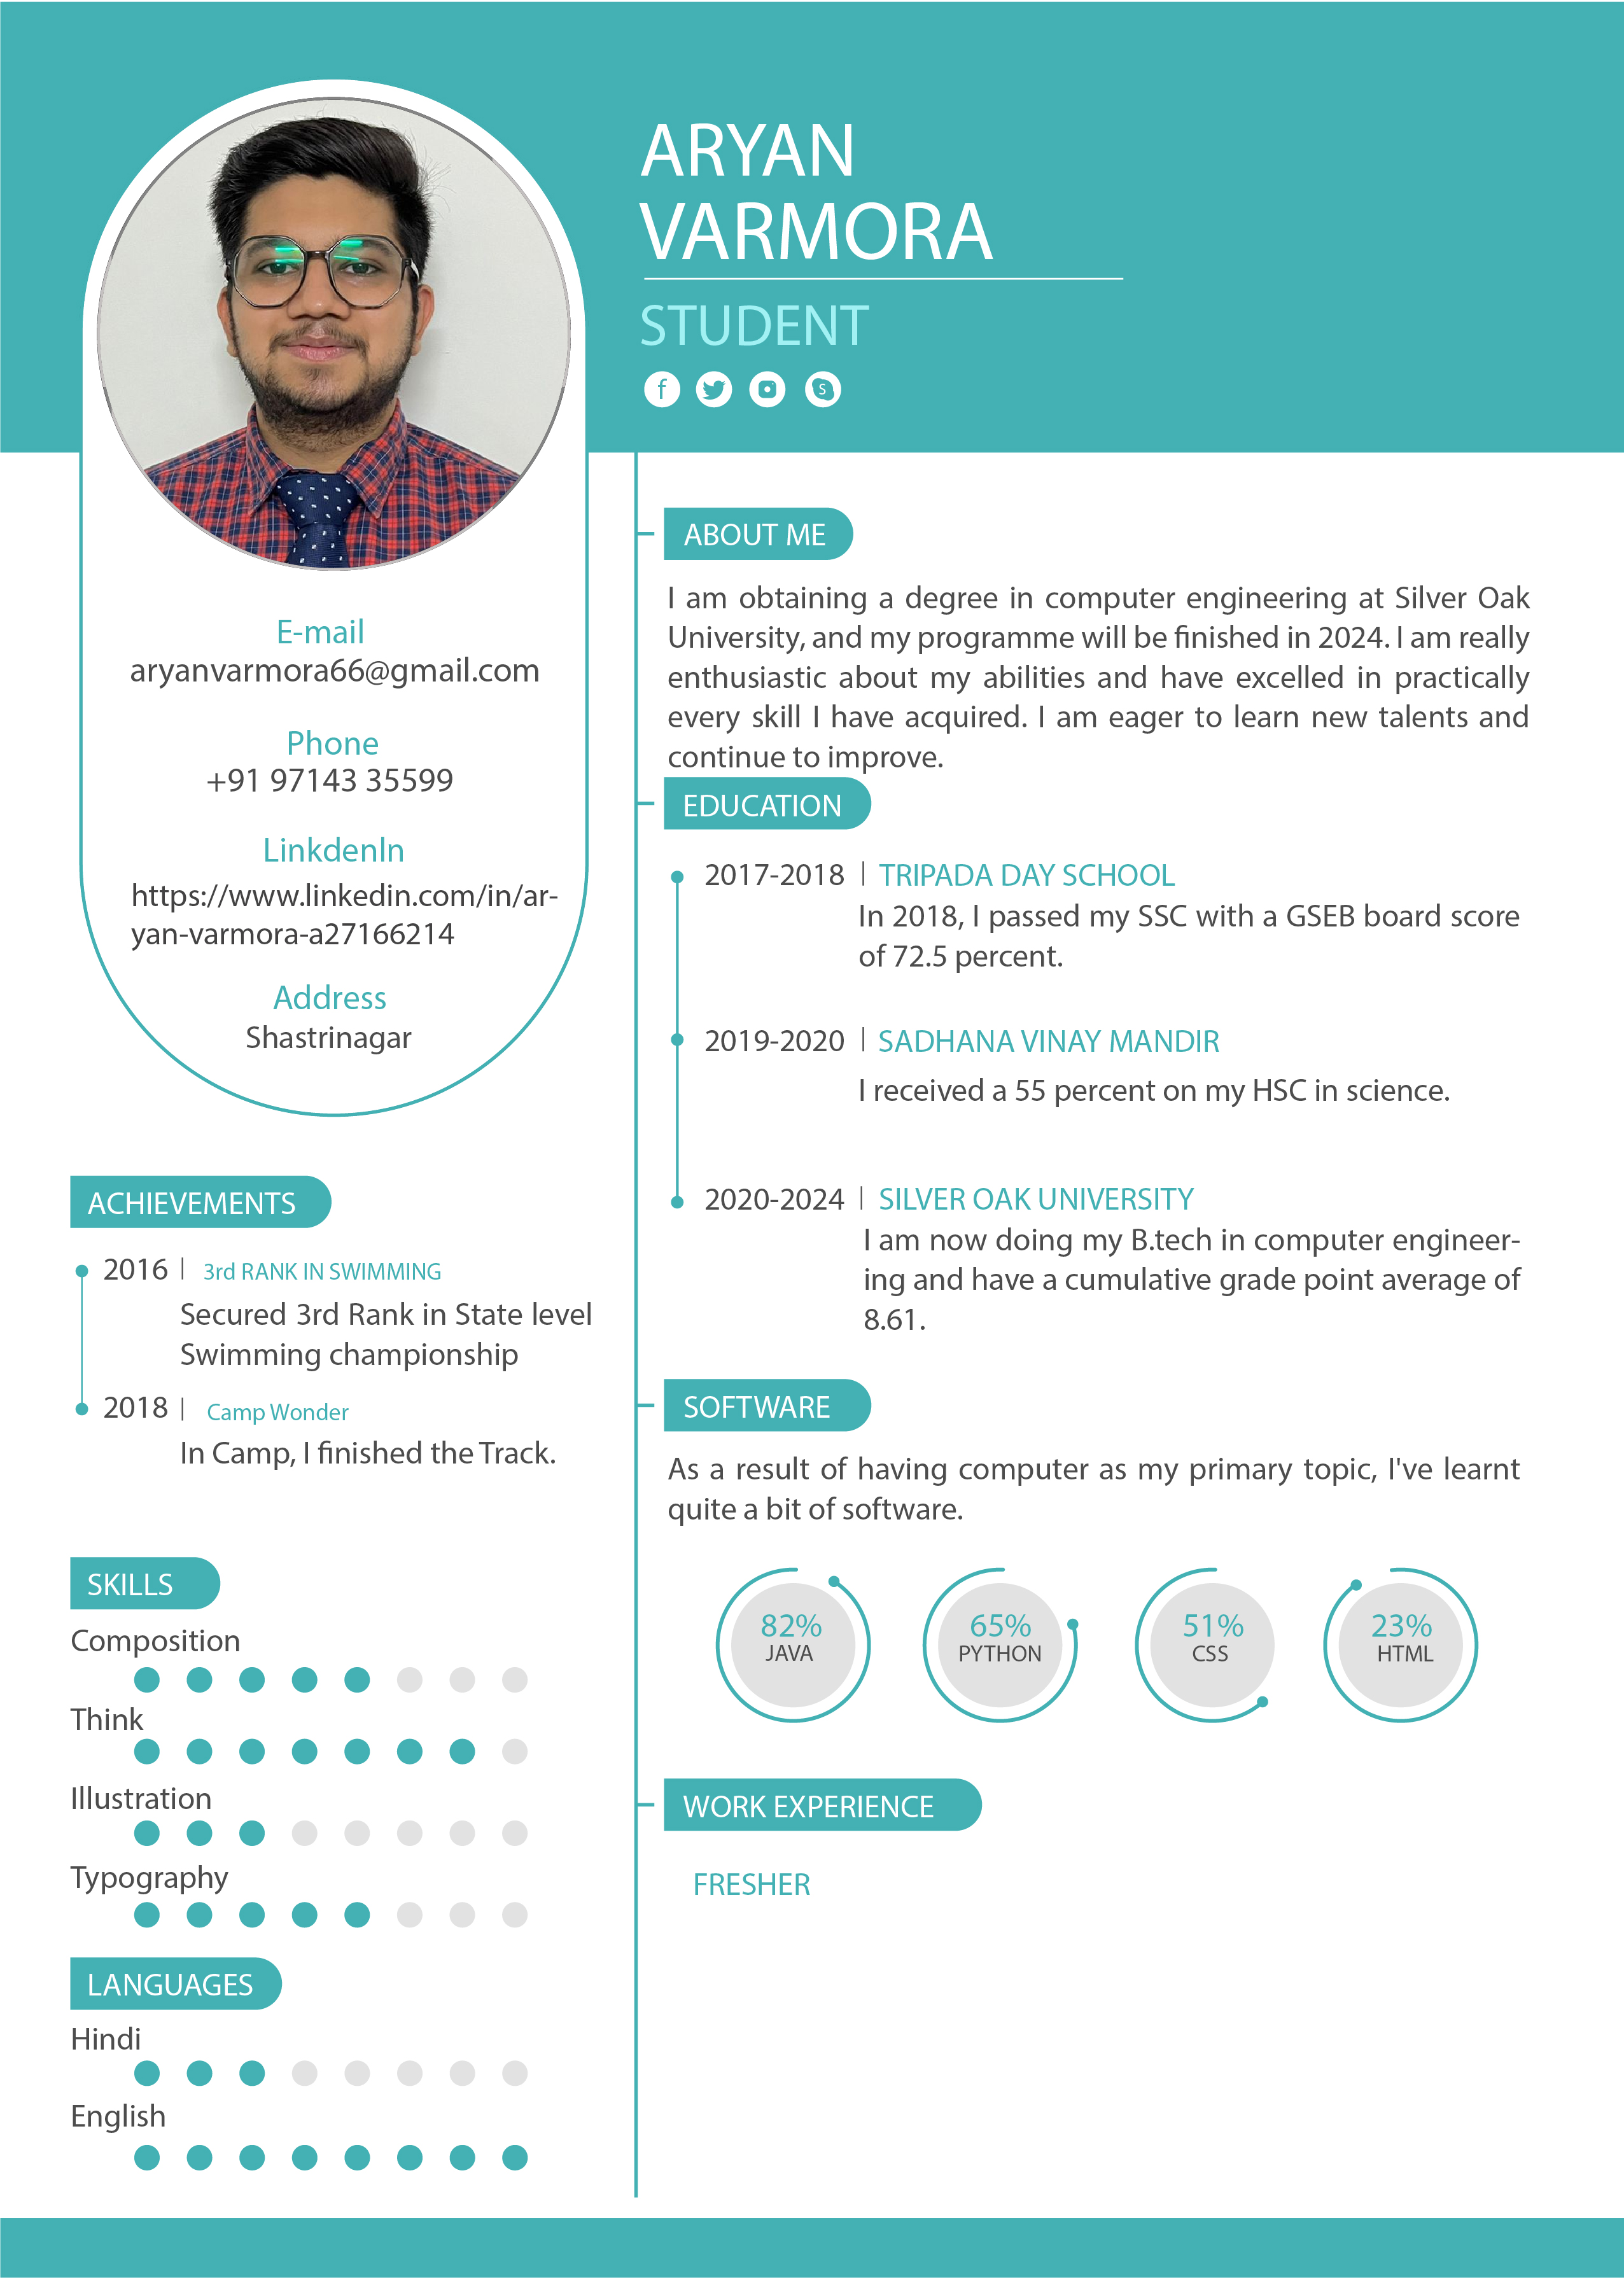 ARYAN
VARMORA
STUDENT
E-mail
aryanvarmora66@gmail.com
Phone
+91 97143 35599
LinkdenIn
https://www.linkedin.com/in/ar-
yan-varmora-a27166214
Address
Shastrinagar
ACHIEVEMENTS
2016 | 3rd RANK IN SWIMMING
Secured 3rd Rank in State level
Swimming championship
2018 | Camp Wonder
In Camp, I finished the Track.
SKILLS
Composition
Think
Illustration
Typography
LANGUAGES
Hindi
English
ABOUT ME
I am obtaining a degree in computer engineering at Silver Oak
University, and my programme will be finished in 2024. I am really
enthusiastic about my abilities and have excelled in practically
every skill I have acquired. I am eager to learn new talents and
continue to improve.
EDUCATION
2017-2018 | TRIPADA DAY SCHOOL
In 2018, I passed my SSC with a GSEB board score
of 72.5 percent.
2019-2020 | SADHANA VINAY MANDIR
I received a 55 percent on my HSC in science.
2020-2024 | SILVER OAK UNIVERSITY
I am now doing my B.tech in computer engineer-
ing and have a cumulative grade point average of
8.61.
SOFTWARE
As a result of having computer as my primary topic, I've learnt
quite a bit of software.
82%
JAVA
65%
PYTHON
51%
CSS
23%
HTML
WORK EXPERIENCE
FRESHER